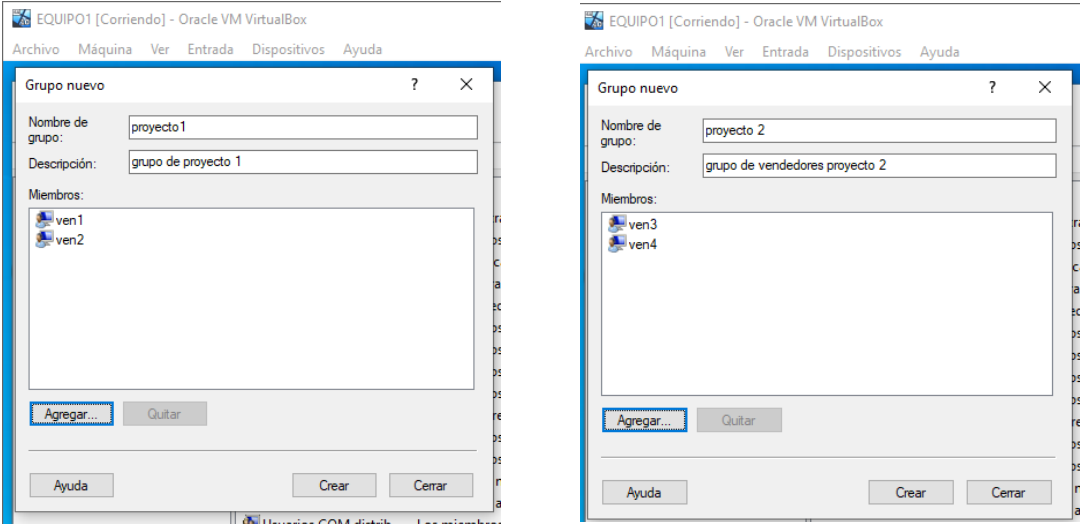 EQUIPO1 [Corriendo] - Oracle VM VirtualBox
Archivo Máquina Ver Entrada Dispositivos Ayuda
Grupo nuevo ? ×
Nombre de grupo: proyecto1
Descripción: grupo de proyecto 1
Miembros:
ven1
ven2
Agregar... Quitar
Ayuda Crear Cerrar
EQUIPO1 [Corriendo] - Oracle VM VirtualBox
Archivo Máquina Ver Entrada Dispositivos Ayuda
Grupo nuevo ? ×
Nombre de grupo: proyecto 2
Descripción: grupo de vendedores proyecto 2
Miembros:
ven3
ven4
Agregar... Quitar
Ayuda Crear Cerrar